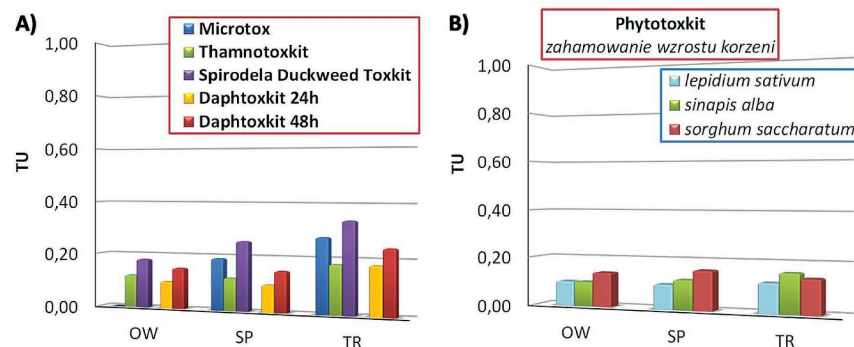 A)
Microtox
Thamnotoxkit
Spirodela Duckweed Toxkit
Daphtoxkit 24h
Daphtoxkit 48h
1,00
0,80
0,60
0,40
0,20
0,00
TU
OW
SP
TR
B)
Phytotoxkit
zahamowanie wzrostu korzeni
lepidium sativum
sinapis alba
sorghum saccharatum
1,00
0,80
0,60
0,40
0,20
0,00
TU
OW
SP
TR